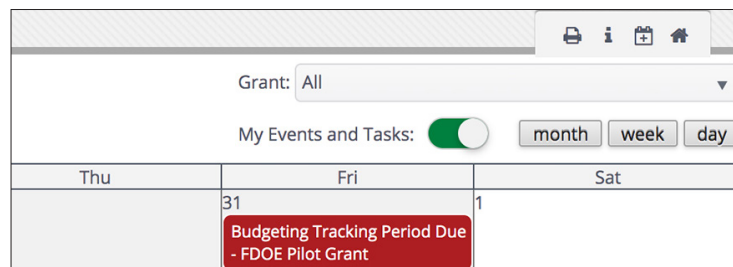 Grant: All
My Events and Tasks: month week day
Thu Fri Sat
31 1
Budgeting Tracking Period Due
- FDOE Pilot Grant